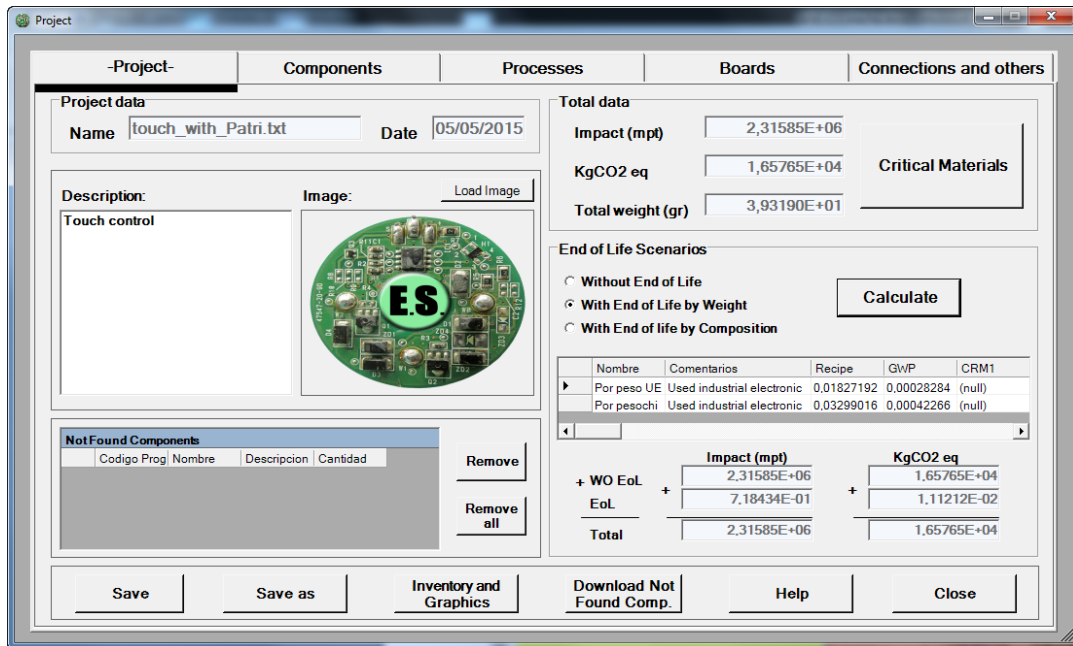 Project
-Project-
Components
Processes
Boards
Connections and others
Project data
Name touch_with_Patri.txt Date 05/05/2015
Description:
Image:
Load Image
Touch control
E.S.
Not Found Components
Codigo Prog Nombre Descripcion Cantidad
Remove
Remove
all
Total data
Impact (mpt) 2,31585E+06
KgCO2 eq 1,65765E+04
Total weight (gr) 3,93190E+01
Critical Materials
End of Life Scenarios
Without End of Life
With End of Life by Weight
With End of life by Composition
Calculate
Nombre Comentarios Recipe GWP CRM1
Por peso UE Used industrial electronic 0,01827192 0,00028284 (null)
Por pesochi Used industrial electronic 0,03299016 0,00042266 (null)
Impact (mpt) KgCO2 eq
+ WO EoL + 2,31585E+06 + 1,65765E+04
EoL 7,18434E-01 1,11212E-02
Total 2,31585E+06 1,65765E+04
Save
Save as
Inventory and
Graphics
Download Not
Found Comp.
Help
Close